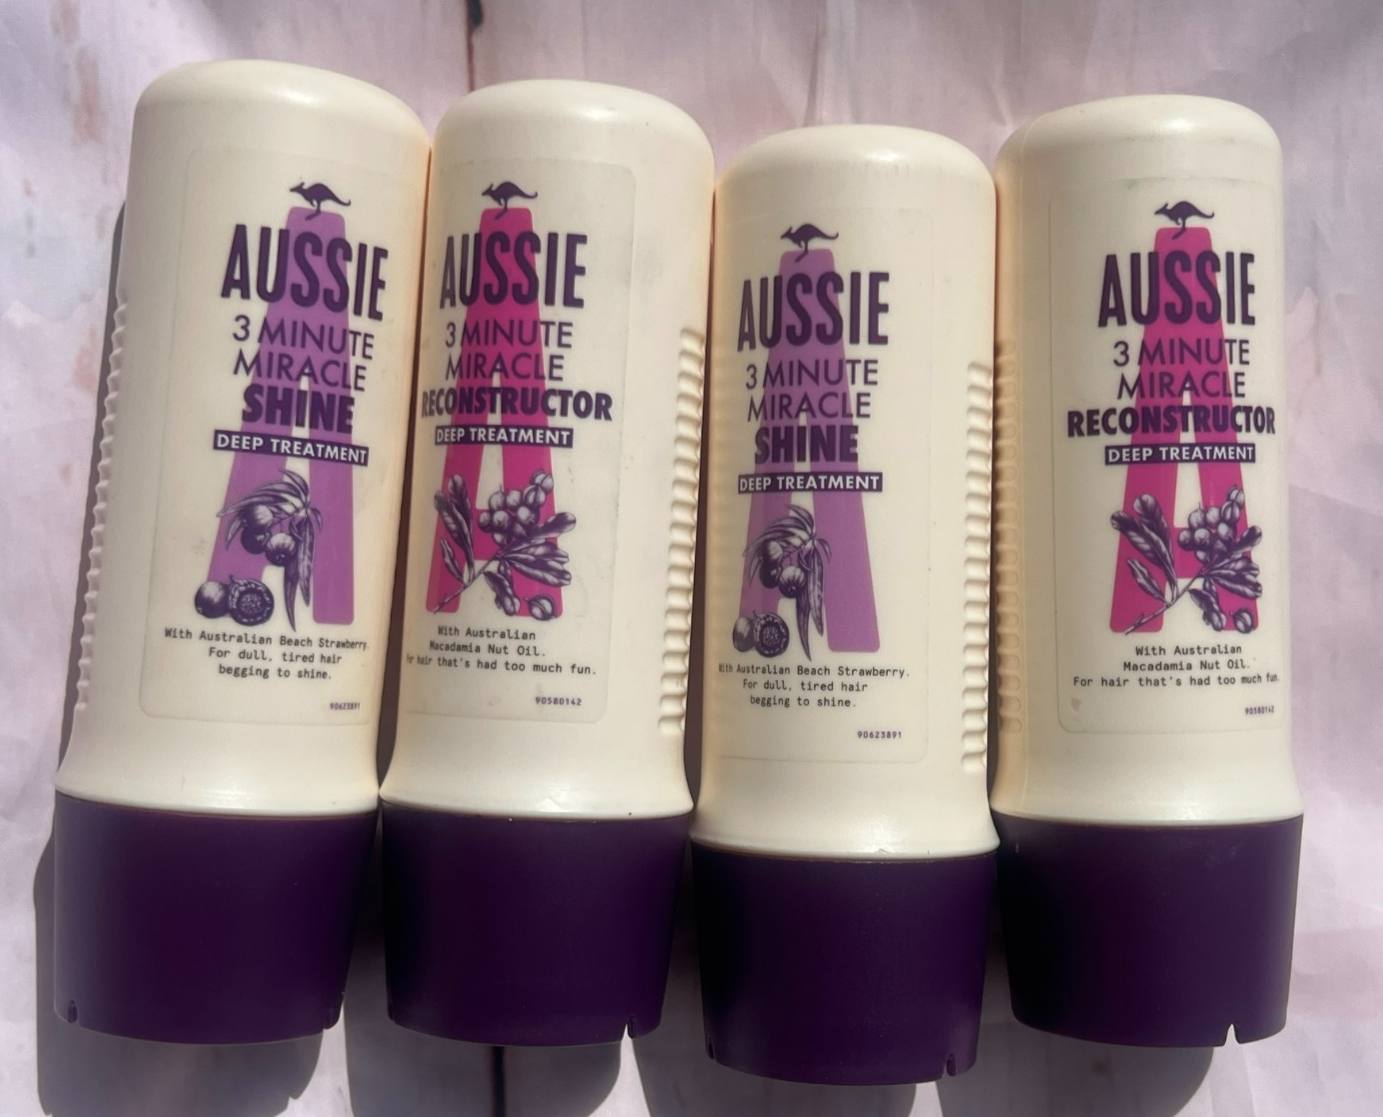 AUSSIE
3 MINUTE
MIRACLE
SHINE
DEEP TREATMENT
With Australian Beach Strawberry.
For dull, tired hair
begging to shine.
90623891
AUSSIE
3 MINUTE
MIRACLE
RECONSTRUCTOR
DEEP TREATMENT
With Australian
Macadamia Nut Oil.
For hair that's had too much fun.
90580142
AUSSIE
3 MINUTE
MIRACLE
SHINE
DEEP TREATMENT
With Australian Beach Strawberry.
For dull, tired hair
begging to shine.
90623891
AUSSIE
3 MINUTE
MIRACLE
RECONSTRUCTOR
DEEP TREATMENT
With Australian
Macadamia Nut Oil.
For hair that's had too much fun.
90580142